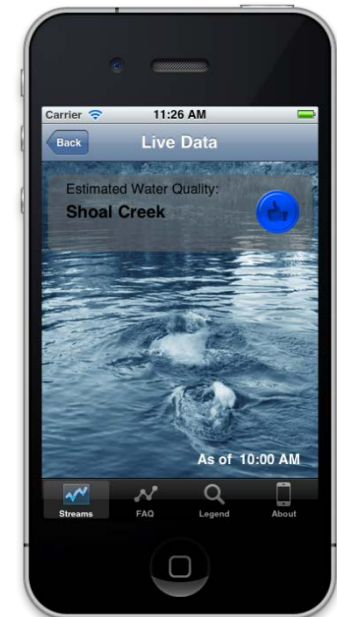 Carrier 11:26 AM
Back Live Data
Estimated Water Quality:
Shoal Creek
As of 10:00 AM
Streams FAQ Legend About